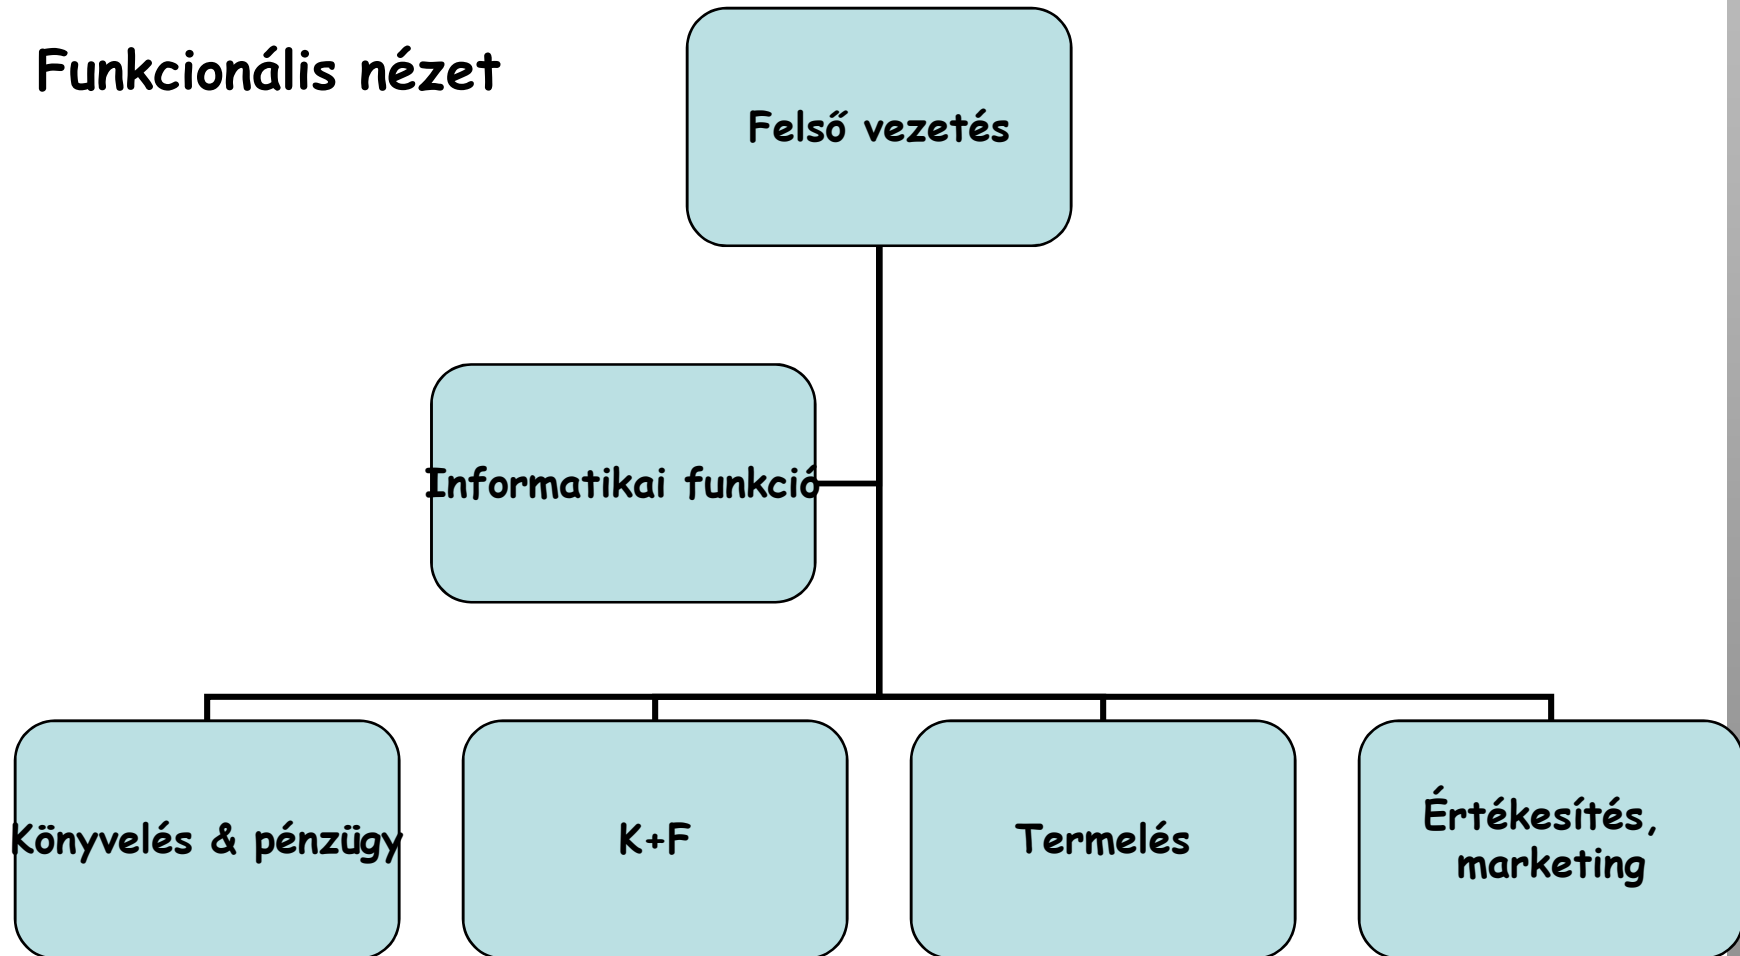 Funkcionális nézet
Felső vezetés
Informatikai funkció
Könyvelés & pénzügy
K+F
Termelés
Értékesítés,
marketing